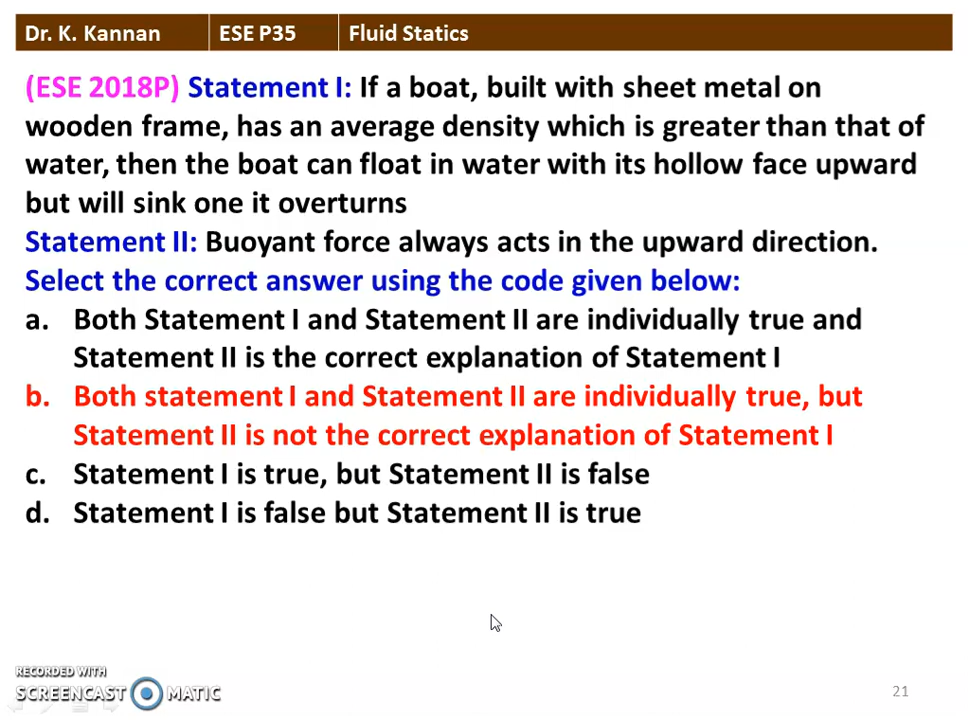 Dr. K. Kannan ESE P35 Fluid Statics
(ESE 2018P) Statement I: If a boat, built with sheet metal on
wooden frame, has an average density which is greater than that of
water, then the boat can float in water with its hollow face upward
but will sink one it overturns
Statement II: Buoyant force always acts in the upward direction.
Select the correct answer using the code given below:
a. Both Statement I and Statement II are individually true and
Statement II is the correct explanation of Statement I
b. Both statement I and Statement II are individually true, but
Statement II is not the correct explanation of Statement I
c. Statement I is true, but Statement II is false
d. Statement I is false but Statement II is true
RECORDED WITH
SCREENCAST MATIC
21